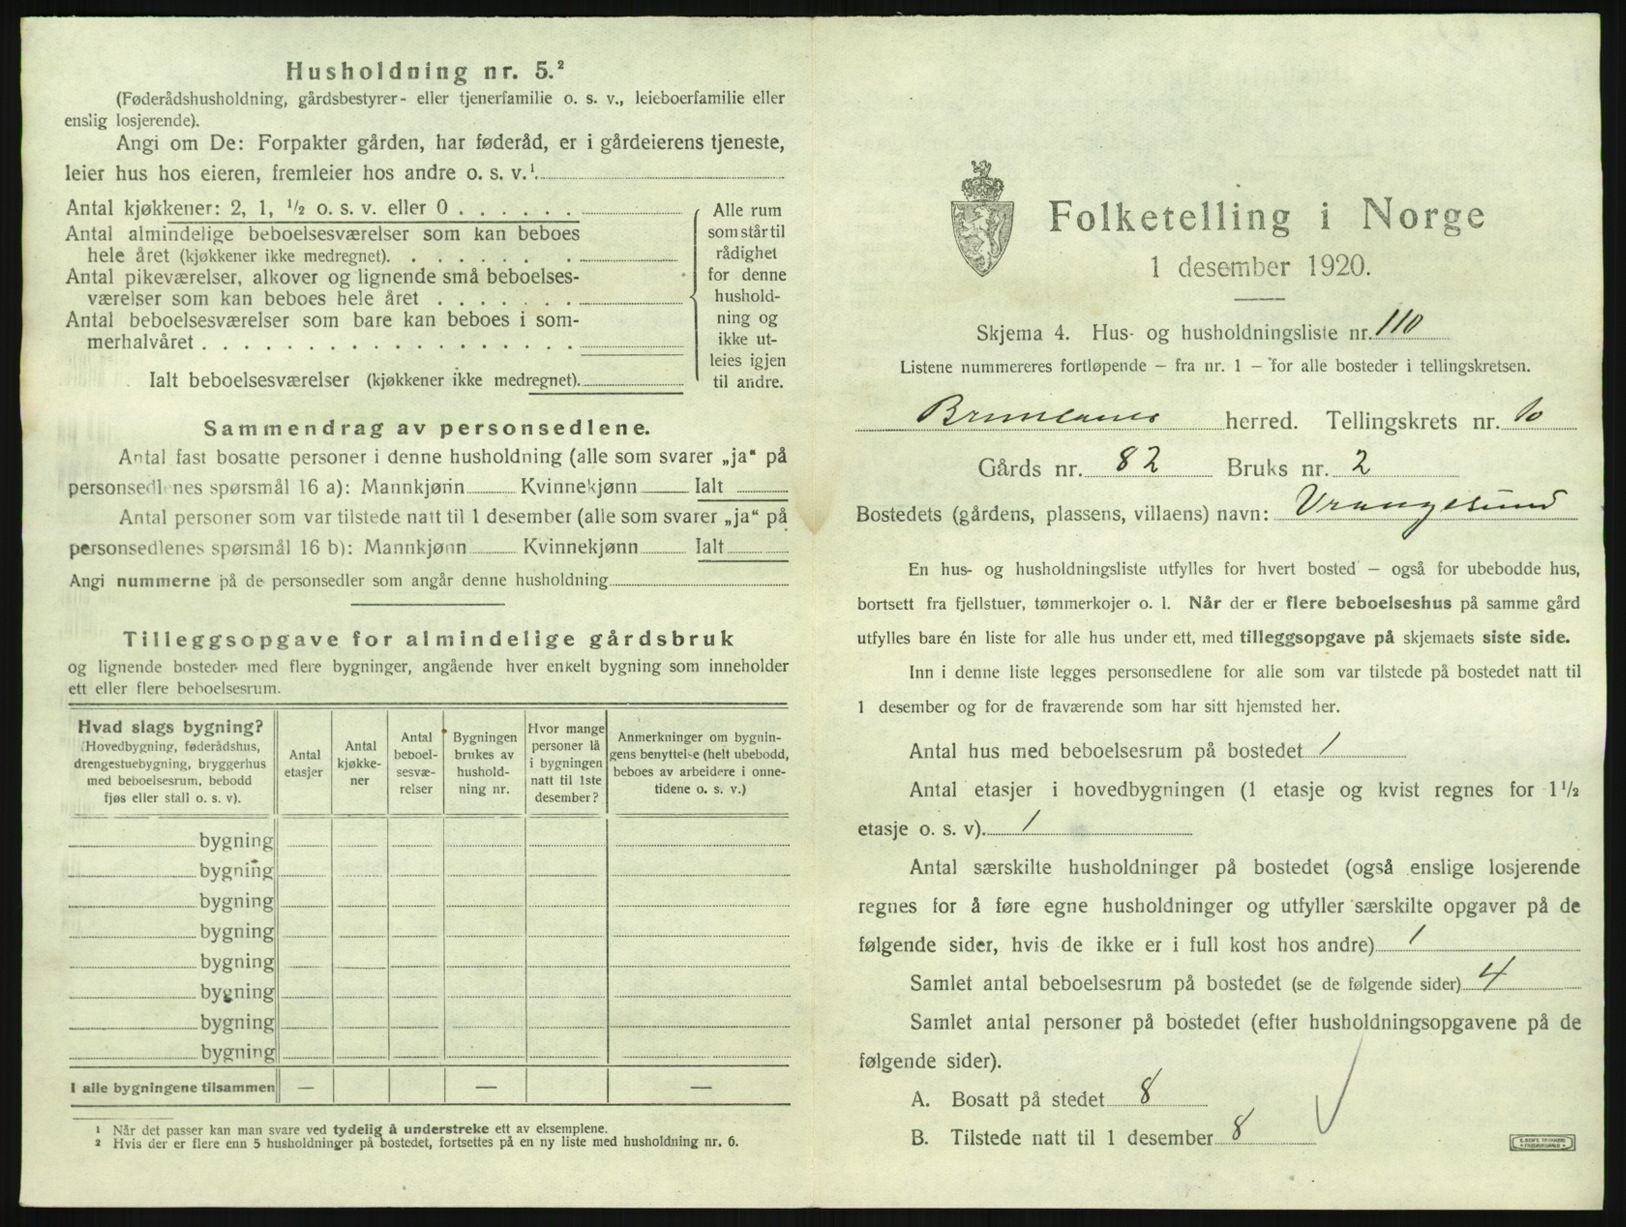 Husholdning nr. 5.²
(Føderådshusholdning, gårdsbestyrer- eller tjenerfamilie o. s. v., leieboerfamilie eller
enslig losjerende).
Angi om De: Forpakter gården, har føderåd, er i gårdeierens tjeneste,
leier hus hos eieren, fremleier hos andre o. s. v.¹
Antal kjøkkener: 2, 1, ½ o. s. v. eller 0 . . . . . .
Antal almindelige beboelsesværelser som kan beboes
hele året (kjøkkener ikke medregnet). . . . . . . .
Antal pikeværelser, alkover og lignende små beboelses-
værelser som kan beboes hele året . . . . . . .
Antal beboelsesværelser som bare kan beboes i som-
merhalvåret . . . . . . . . . . . . . . . . . .
Ialt beboelsesværelser (kjøkkener ikke medregnet).
Alle rum
som står til
rådighet
for denne
hushold-
ning og
ikke ut-
leies igjen
til andre.
Sammendrag av personsedlene.
Antal fast bosatte personer i denne husholdning (alle som svarer „ja“ på
personsedlenes spørsmål 16 a): Mannkjønn Kvinnekjønn Ialt
Antal personer som var tilstede natt til 1 desember (alle som svarer „ja“ på
personsedlenes spørsmål 16 b): Mannkjønn Kvinnekjønn Ialt
Angi nummerne på de personsedler som angår denne husholdning
Tilleggsopgave for almindelige gårdsbruk
og lignende bosteder med flere bygninger, angående hver enkelt bygning som inneholder
ett eller flere beboelsesrum.
Hvad slags bygning?
(Hovedbygning, føderådshus,
drengestuebygning, bryggerhus
med beboelsesrum, bebodd
fjøs eller stall o. s. v).
Antal
etasjer
Antal
kjøkke-
ner
Antal
beboel-
sesvæ-
relser
Bygningen
brukes av
hushold-
ning nr.
Hvor mange
personer lå
i bygningen
natt til 1ste
desember?
Anmerkninger om bygnin-
gens benyttelse (helt ubebodd,
beboes av arbeidere i onne-
tidene o. s. v.)
bygning
bygning
bygning
bygning
bygning
bygning
bygning
bygning
I alle bygningene tilsammen — — —
¹ Når det passer kan man svare ved tydelig å understreke ett av eksemplene.
² Hvis der er flere enn 5 husholdninger på bostedet, fortsettes på en ny liste med husholdning nr. 6.
Folketelling i Norge
1 desember 1920.
Skjema 4. Hus- og husholdningsliste nr. 110
Listene nummereres fortløpende – fra nr. 1 – for alle bosteder i tellingskretsen.
Brunlanes herred. Tellingskrets nr. 10
Gårds nr. 82 Bruks nr. 2
Bostedets (gårdens, plassens, villaens) navn: Vrangesund
En hus- og husholdningsliste utfylles for hvert bosted – også for ubebodde hus,
bortsett fra fjellstuer, tømmerkojer o. l. Når der er flere beboelseshus på samme gård
utfylles bare én liste for alle hus under ett, med tilleggsopgave på skjemaets siste side.
Inn i denne liste legges personsedlene for alle som var tilstede på bostedet natt til
1 desember og for de fraværende som har sitt hjemsted her.
Antal hus med beboelsesrum på bostedet 1
Antal etasjer i hovedbygningen (1 etasje og kvist regnes for 1½
etasje o. s. v). 1
Antal særskilte husholdninger på bostedet (også enslige losjerende
regnes for å føre egne husholdninger og utfyller særskilte opgaver på de
følgende sider, hvis de ikke er i full kost hos andre) 1
Samlet antal beboelsesrum på bostedet (se de følgende sider) 4
Samlet antal personer på bostedet (efter husholdningsopgavene på de
følgende sider).
A. Bosatt på stedet 8
B. Tilstede natt til 1 desember 8